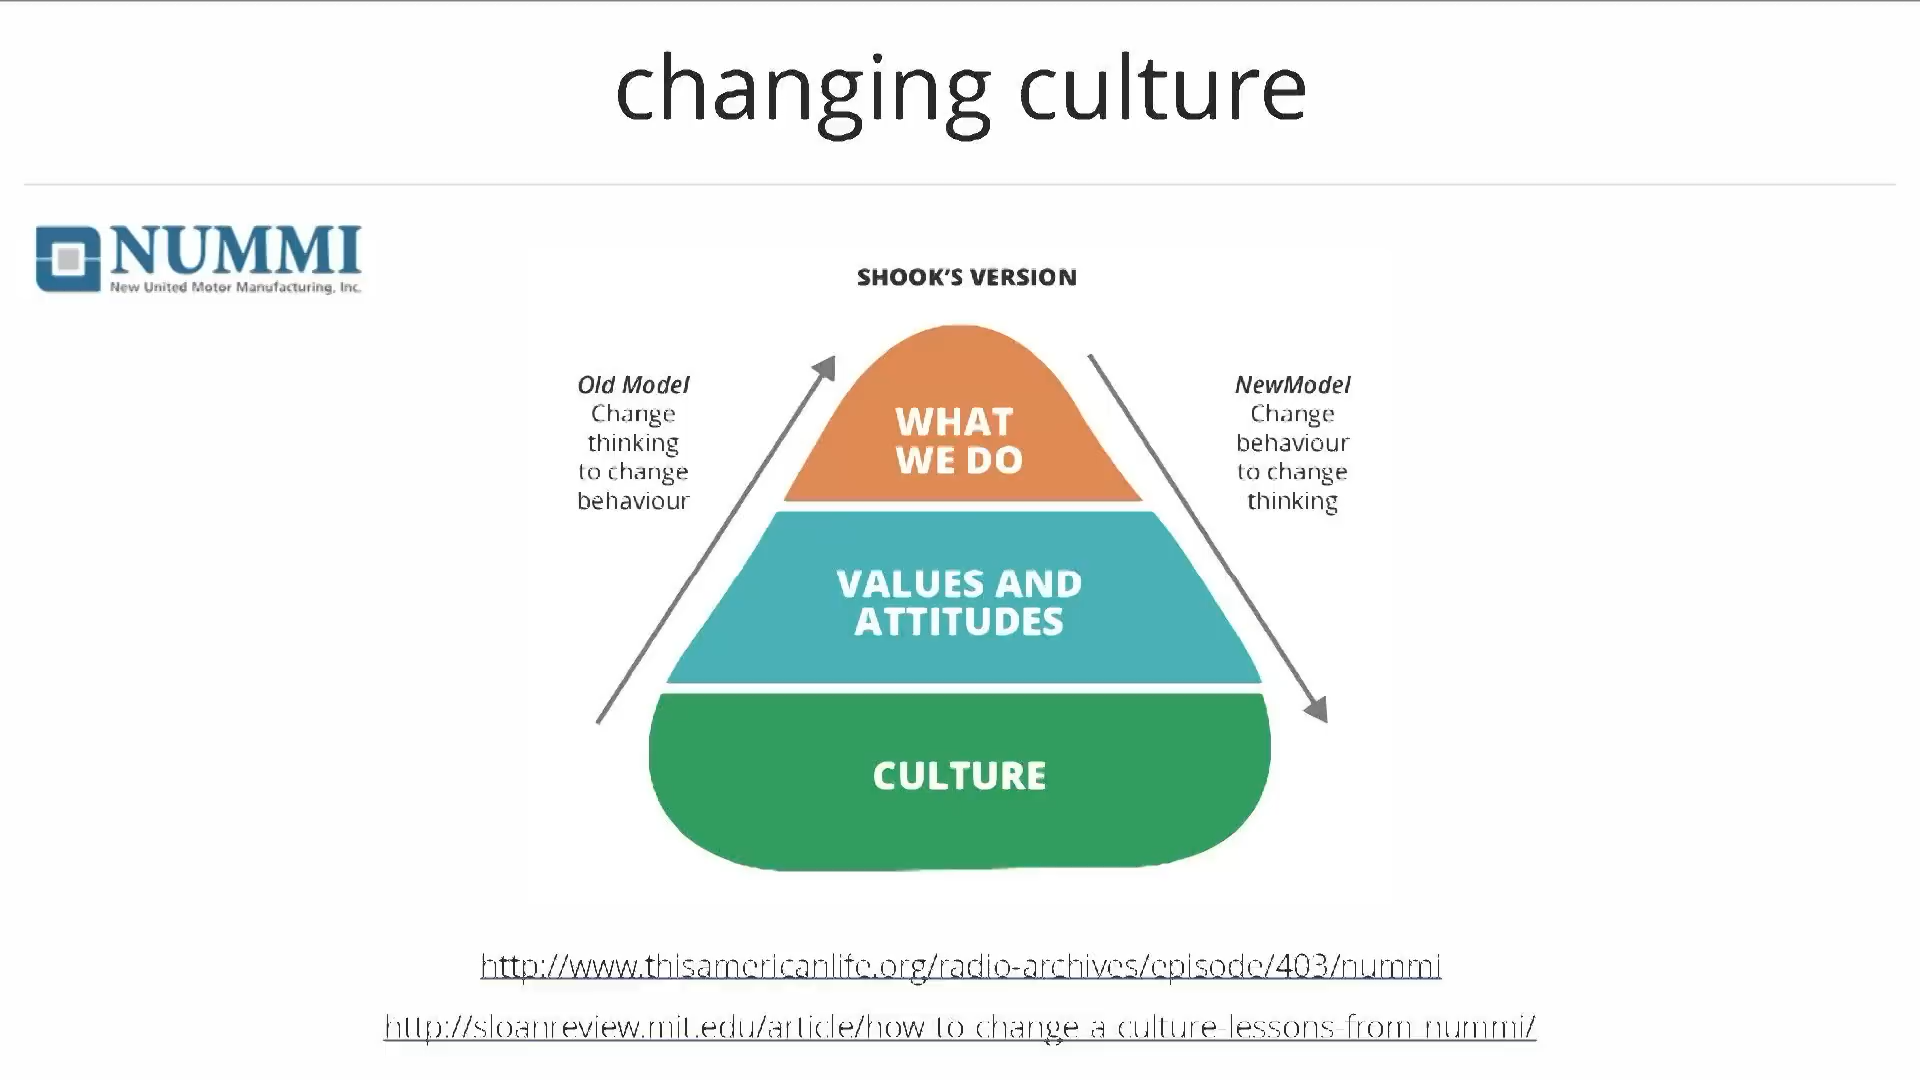 changing culture
NUMMI
New United Motor Manufacturing, Inc.
SHOOK'S VERSION
Old Model
Change
thinking
to change
behaviour
NewModel
Change
behaviour
to change
thinking
WHAT
WE DO
VALUES AND
ATTITUDES
CULTURE
http://www.thisamericanlife.org/radio-archives/episode/403/nummi
http://sloanreview.mit.edu/article/how-to-change-a-culture-lessons-from-nummi/